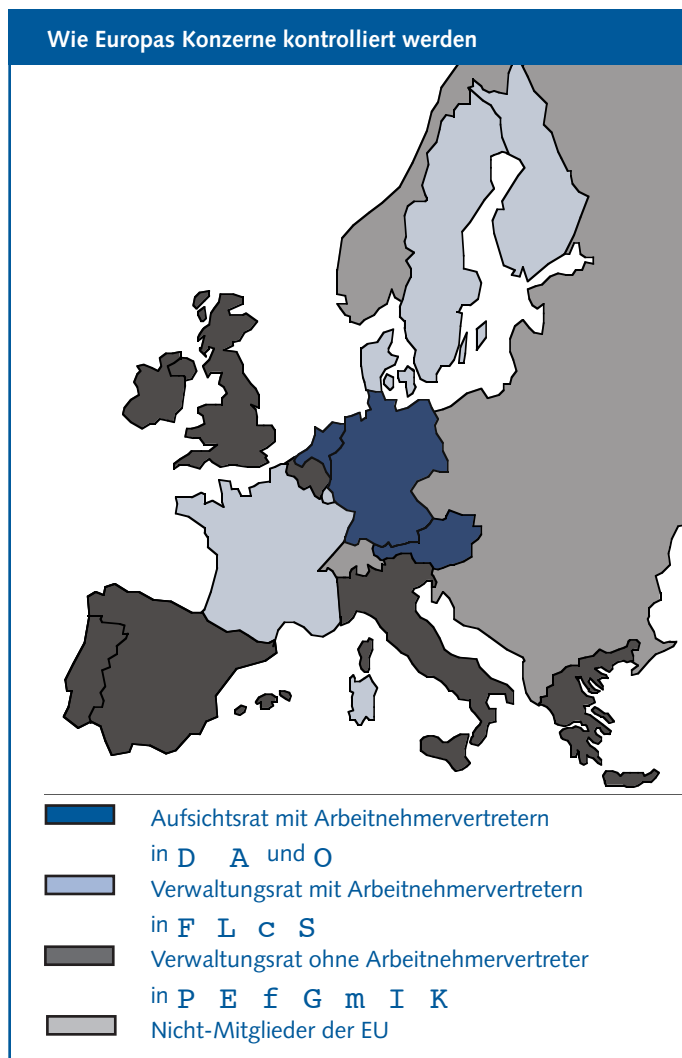 Wie Europas Konzerne kontrolliert werden
Aufsichtsrat mit Arbeitnehmervertretern
in D A und O
Verwaltungsrat mit Arbeitnehmervertretern
in F L c S
Verwaltungsrat ohne Arbeitnehmervertreter
in P E f G m I K
Nicht-Mitglieder der EU